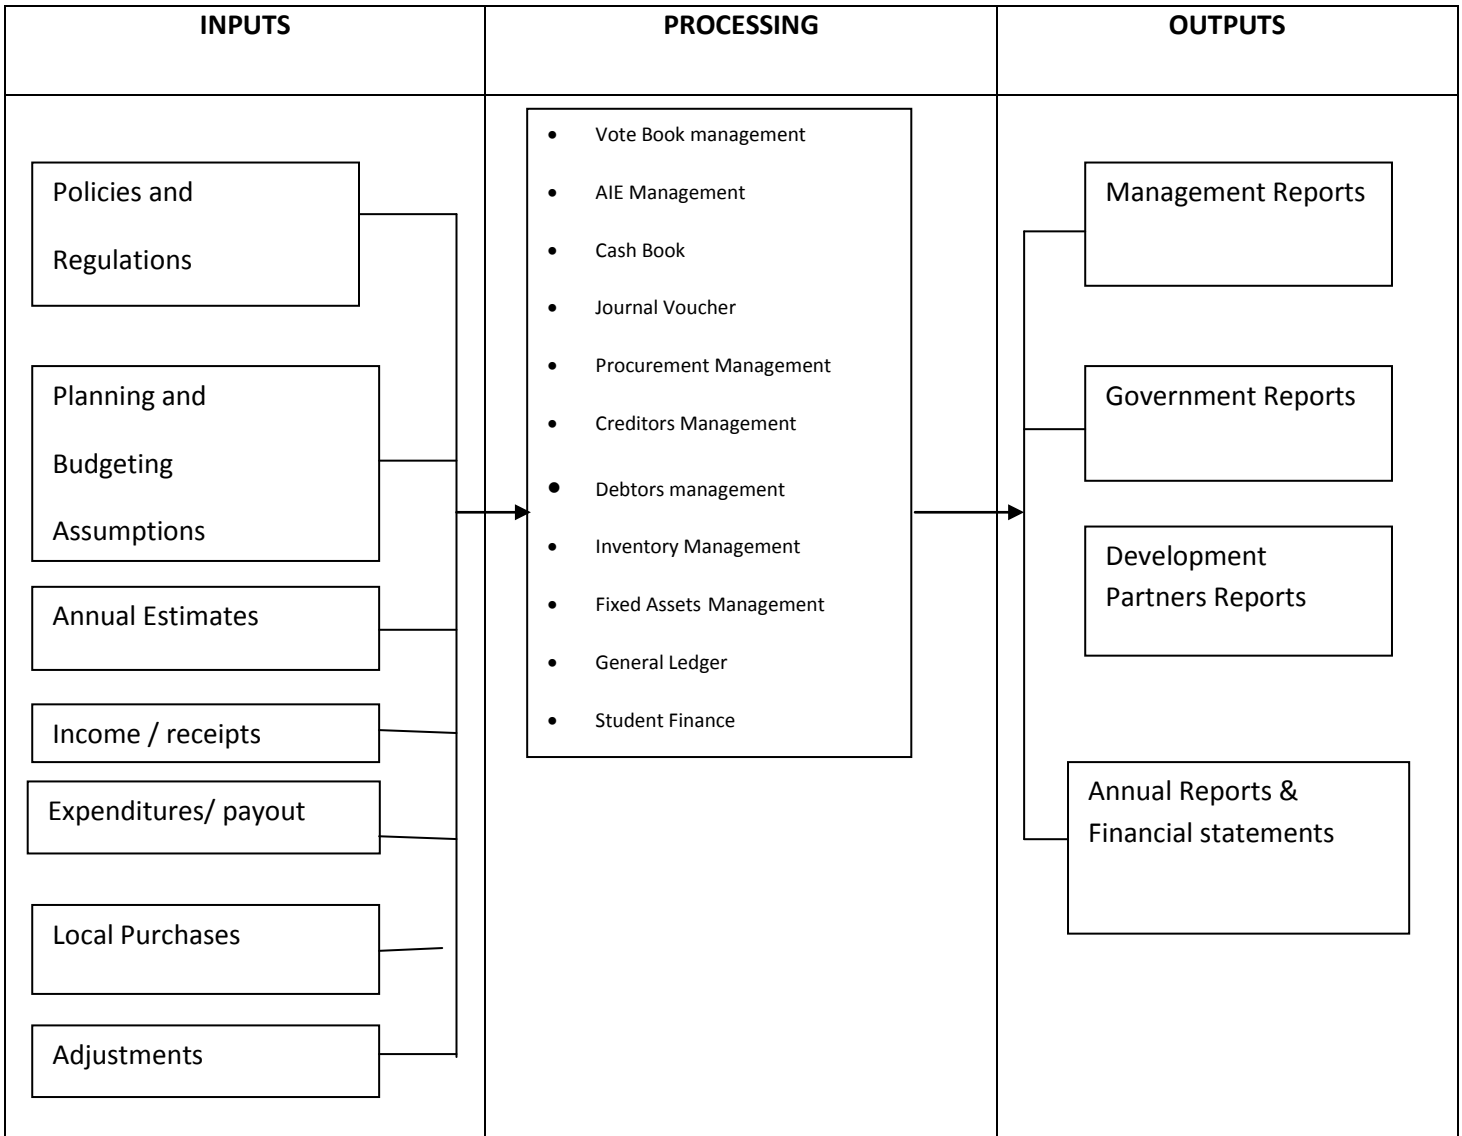 INPUTS
PROCESSING
OUTPUTS
Policies and
Regulations
Planning and
Budgeting
Assumptions
Annual Estimates
Income / receipts
Expenditures/ payout
Local Purchases
Adjustments
• Vote Book management
• AIE Management
• Cash Book
• Journal Voucher
• Procurement Management
• Creditors Management
• Debtors management
• Inventory Management
• Fixed Assets Management
• General Ledger
• Student Finance
Management Reports
Government Reports
Development
Partners Reports
Annual Reports &
Financial statements